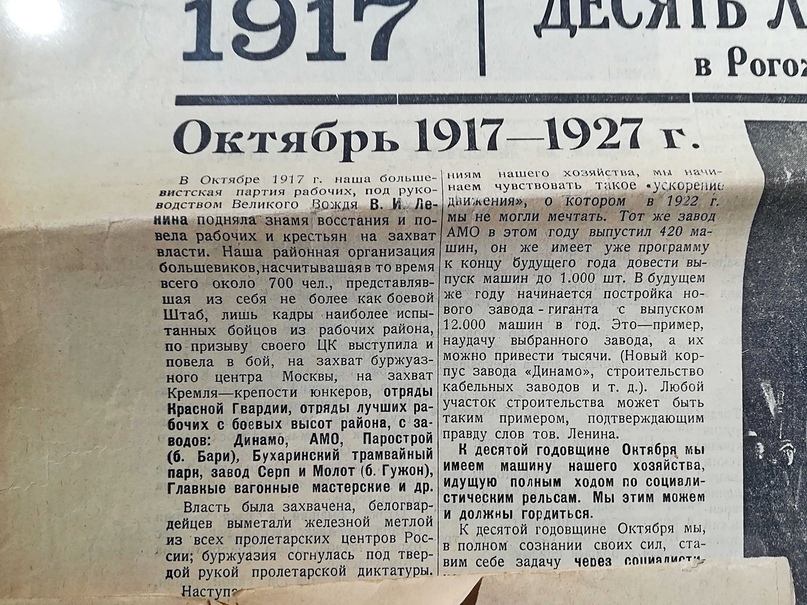 1917
ДЕСЯТЬ
в
Октябрь 1917—1927 г.
В Октябре 1917 г. наша больше-
вистская партия рабочих, под руко-
водством Великого Вождя В. И. Ле-
нина подняла знамя восстания и по-
вела рабочих и крестьян на захват
власти. Наша районная организация
большевиков, насчитывашая в то время
всего около 700 чел., представляв-
шая из себя не более как боевой
Штаб, лишь кадры наиболее испы-
танных бойцов из рабочих района,
по призыву своего ЦК выступила и
повела в бой, на захват буржуаз-
ного центра Москвы, на захват
Кремля—крепости юнкеров, отряды
Красной Гвардии, отряды лучших ра-
бочих с боевых высот района, с за-
водов: Динамо, АМО, Парострой
(б. Бари), Бухаринский трамвайный
парк, завод Серп и Молот (б. Гужон),
Главные вагонные мастерские и др.
Власть была захвачена, белогвар-
дейцев выметали железной метлой
из всех пролетарских центров Рос-
сии; буржуазия согнулась под твер-
дой рукой пролетарской диктатуры.
ниям нашего хозяйства, мы начи-
наем чувствовать такое «ускорение
движения», о котором в 1922 г.
мы не могли мечтать. Тот же завод
АМО в этом году выпустил 420 ма-
шин, он же имеет уже программу
к концу будущего года довести вы-
пуск машин до 1.000 шт. В будущем
же году начинается постройка но-
вого завода - гиганта с выпуском
12.000 машин в год. Это—пример,
наудачу выбранного завода, а их
можно привести тысячи. (Новый кор-
пус завода «Динамо», строительство
кабельных заводов и т. д.). Любой
участок строительства может быть
таким примером, подтверждающим
правду слов тов. Ленина.
К десятой годовщине Октября мы
имеем машину нашего хозяйства,
идущую полным ходом по социали-
стическим рельсам. Мы этим можем
и должны гордиться.
К десятой годовщине Октября мы,
в полном сознании своих сил, ста-
вим себе задачу через